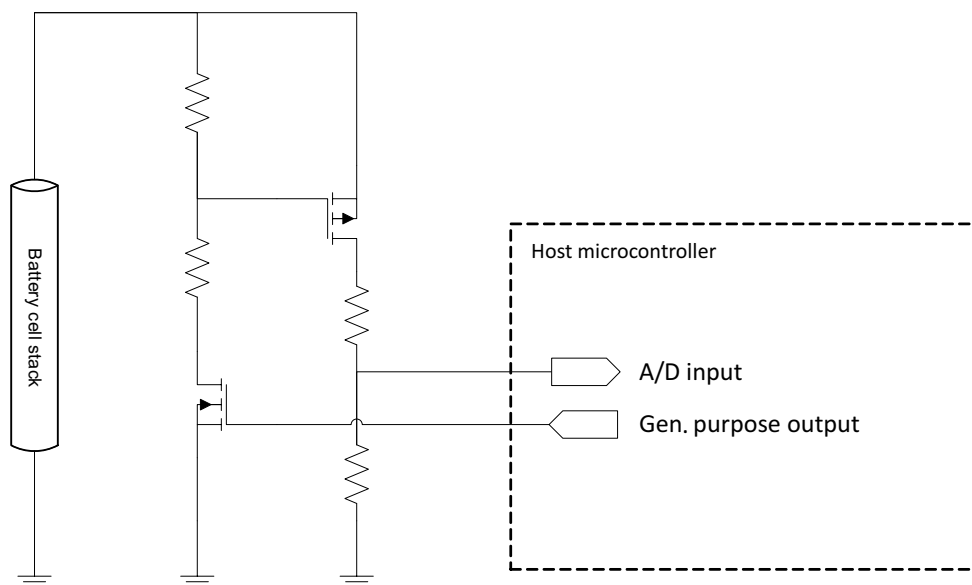 Host microcontroller
Battery cell stack
A/D input
Gen. purpose output